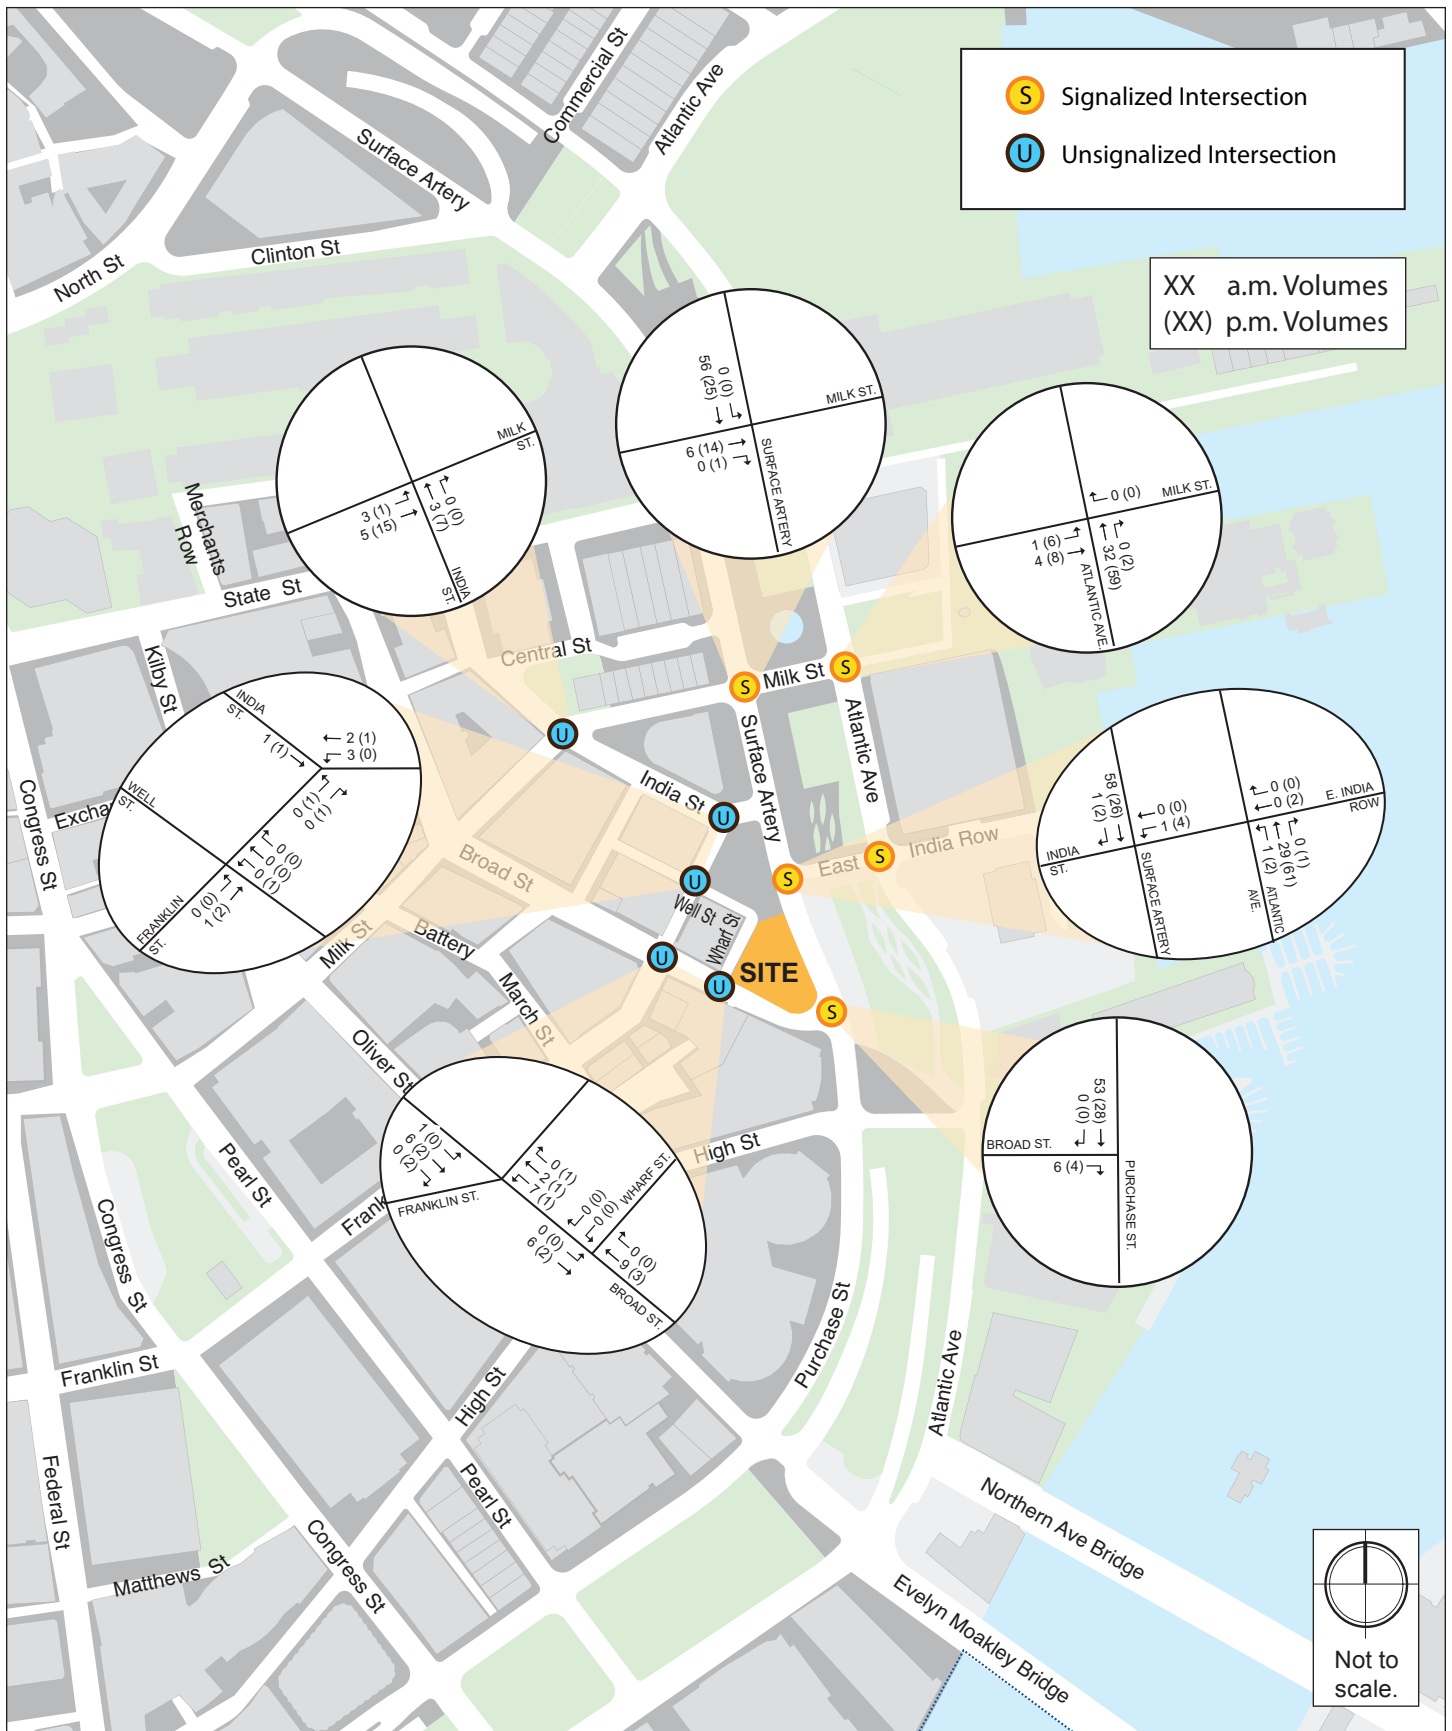 S Signalized Intersection
U Unsignalized Intersection
XX a.m. Volumes
(XX) p.m. Volumes
Commercial St
Atlantic Ave
Surface Artery
Clinton St
North St
56 (25)
0 (0)
MILK ST.
6 (14)
0 (1)
SURFACE ARTERY
MILK
ST.
3 (1)
5 (15)
0 (0)
3 (7)
INDIA
ST.
0 (0)
MILK ST.
1 (6)
4 (8)
0 (2)
32 (59)
ATLANTIC AVE.
Merchants
Row
State St
Kilby St
Central St
Milk St
S
S
U
Surface Artery
Atlantic Ave
India St
U
INDIA
ST.
1 (1)
2 (1)
3 (0)
WELL
ST.
0 (1)
0 (1)
0 (0)
0 (0)
0 (1)
0 (0)
1 (2)
FRANKLIN
ST.
58 (26)
1 (2)
0 (0)
1 (4)
0 (0)
0 (2)
E. INDIA
ROW
INDIA
ST.
SURFACE ARTERY
0 (1)
29 (61)
1 (2)
ATLANTIC
AVE.
Congress St
Excha
Broad St
East
India Row
S
S
U
Well St
Wharf St
SITE
U
U
S
Milk St
Battery
March St
Oliver St
53 (28)
0 (0)
BROAD ST.
6 (4)
PURCHASE ST.
1 (0)
6 (2)
0 (2)
FRANKLIN ST.
0 (1)
2 (1)
7 (1)
0 (0)
0 (0)
WHARF ST.
0 (0)
6 (2)
0 (0)
9 (3)
BROAD ST.
High St
Pearl St
Frank
Congress St
Franklin St
High St
Purchase St
Atlantic Ave
Federal St
Pearl St
Congress St
Matthews St
Northern Ave Bridge
Evelyn Moakley Bridge
Not to
scale.